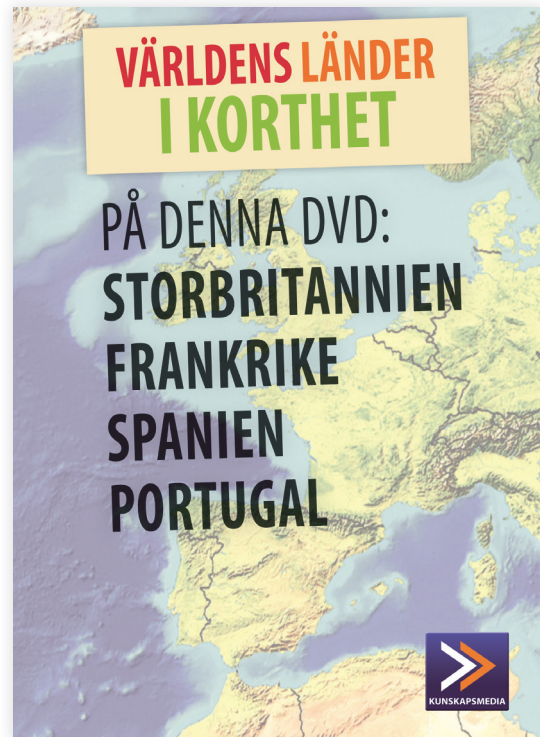 VÄRLDENS LÄNDER
I KORTHET
PÅ DENNA DVD:
STORBRITANNIEN
FRANKRIKE
SPANIEN
PORTUGAL
KUNSKAPSMEDIA